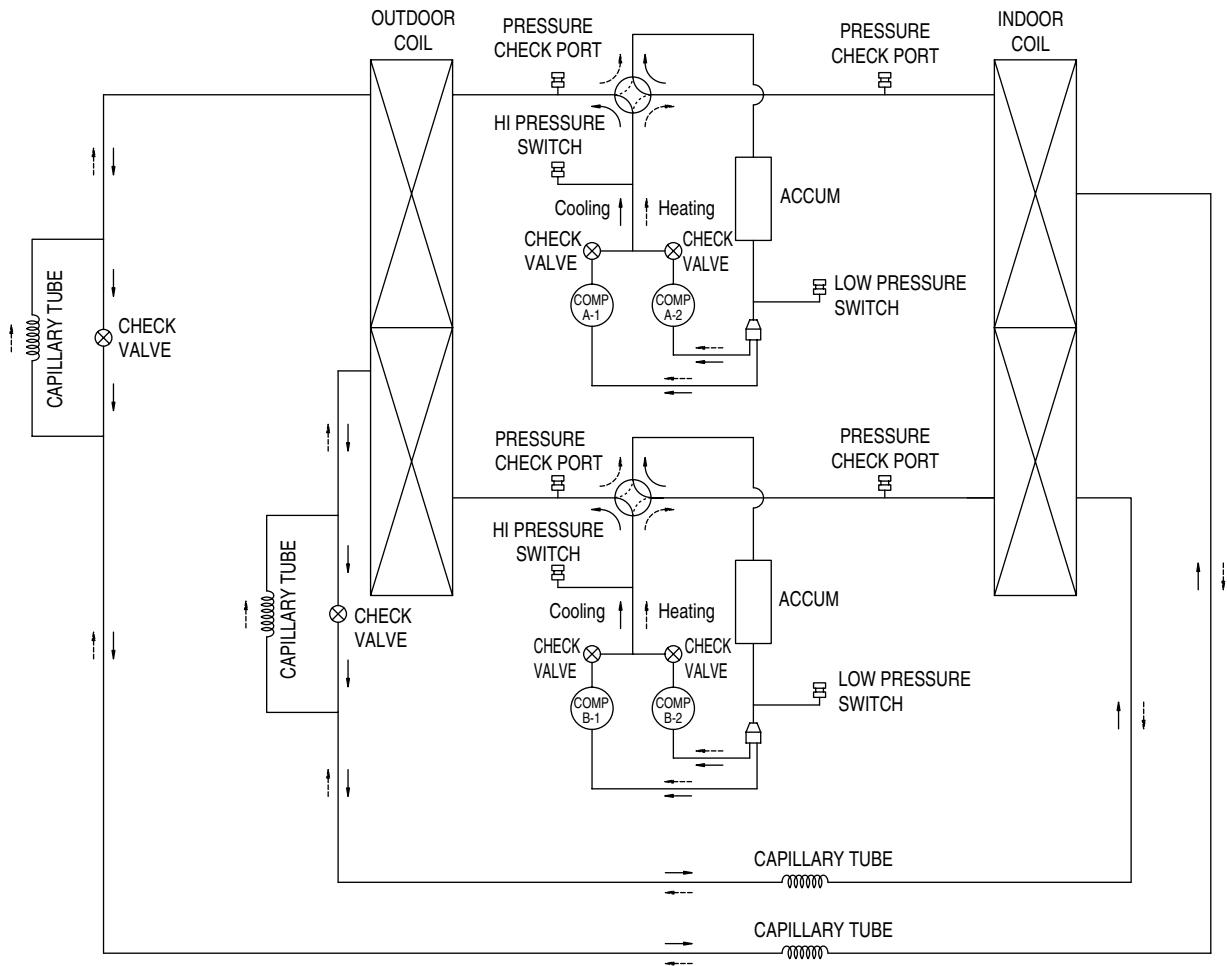 OUTDOOR
COIL
PRESSURE
CHECK PORT
PRESSURE
CHECK PORT
INDOOR
COIL
HI PRESSURE
SWITCH
ACCUM
Cooling
Heating
CHECK
VALVE
CHECK
VALVE
COMP
A-1
COMP
A-2
LOW PRESSURE
SWITCH
CAPILLARY TUBE
CHECK
VALVE
PRESSURE
CHECK PORT
PRESSURE
CHECK PORT
HI PRESSURE
SWITCH
ACCUM
Cooling
Heating
CAPILLARY TUBE
CHECK
VALVE
CHECK
VALVE
CHECK
VALVE
COMP
B-1
COMP
B-2
LOW PRESSURE
SWITCH
CAPILLARY TUBE
CAPILLARY TUBE